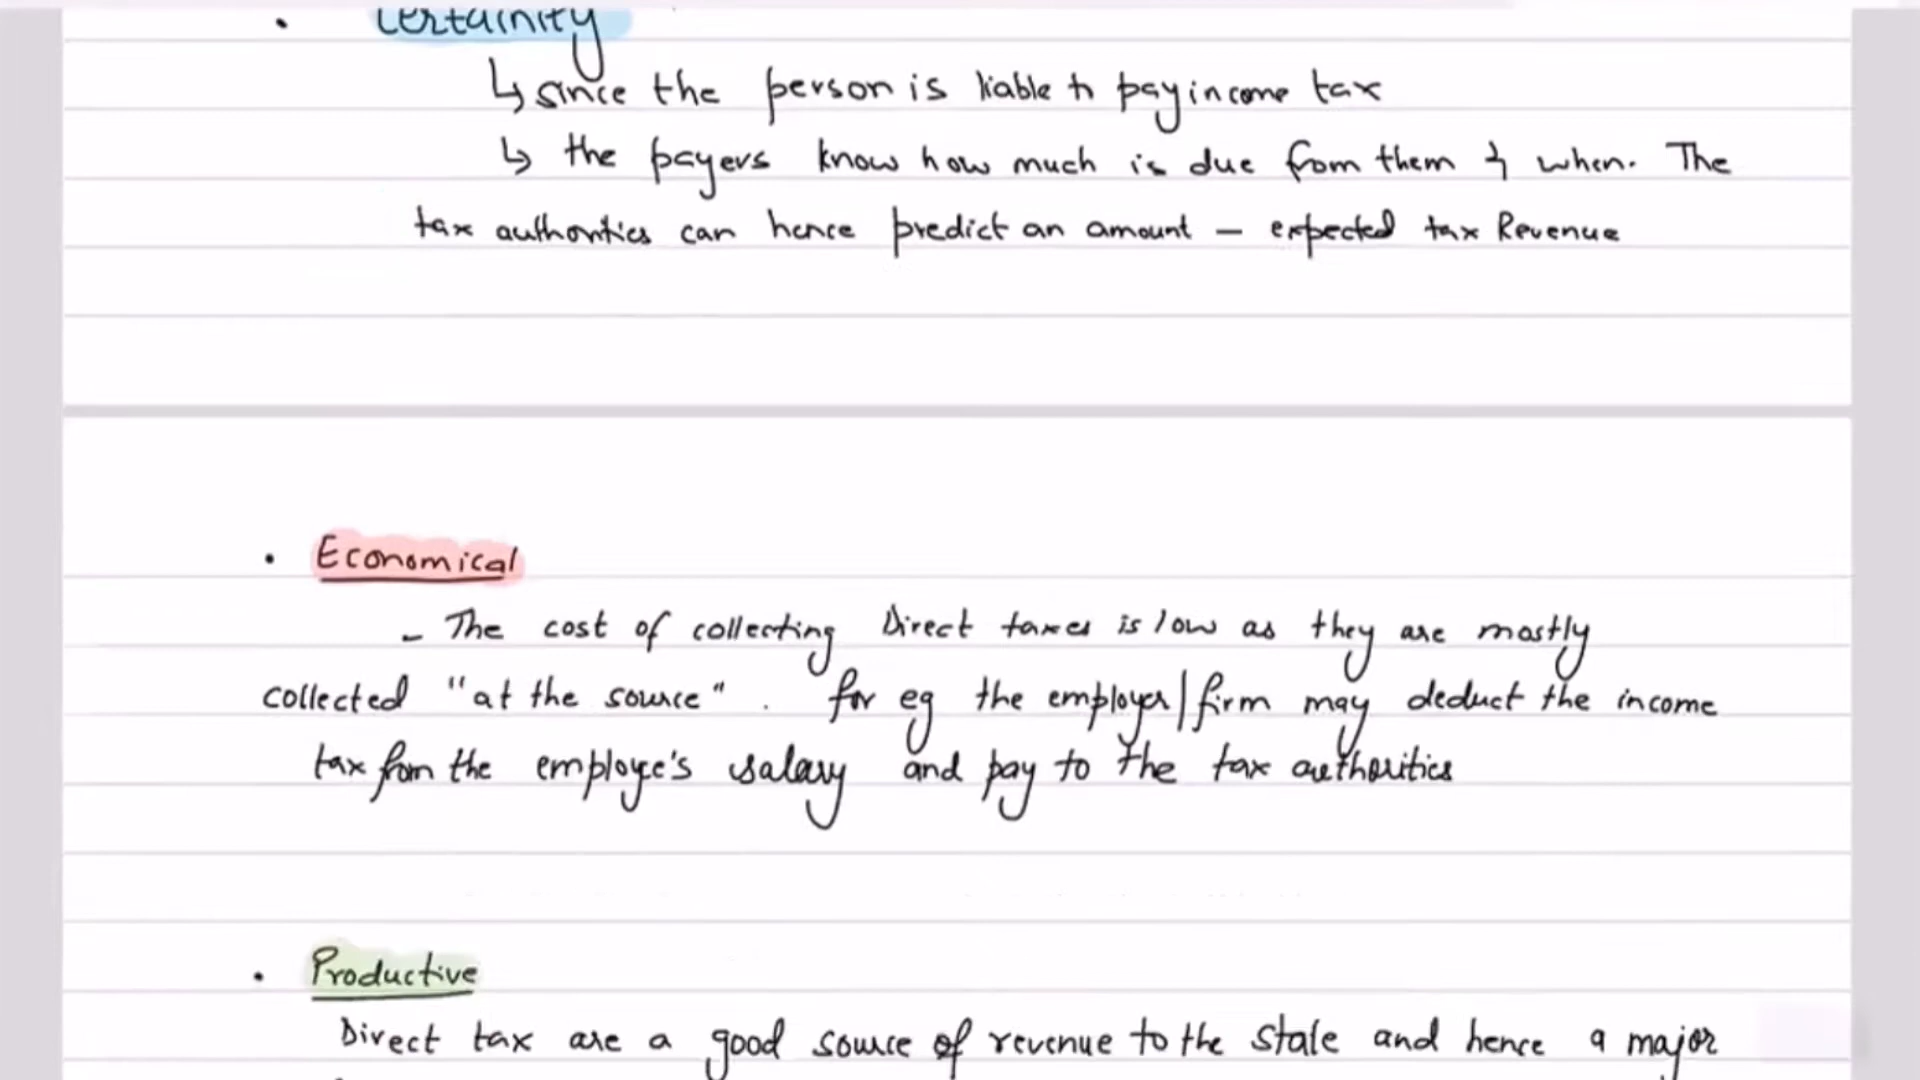 • Certainity
↳ since the person is liable to pay income tax
↳ the payers know how much is due from them & when. The
tax authorities can hence predict an amount – expected tax Revenue
• Economical
– The cost of collecting Direct taxes is low as they are mostly
collected "at the source". for eg the employer/firm may deduct the income
tax from the employe's salary and pay to the tax authorities
• Productive
Direct tax are a good source of revenue to the state and hence a major